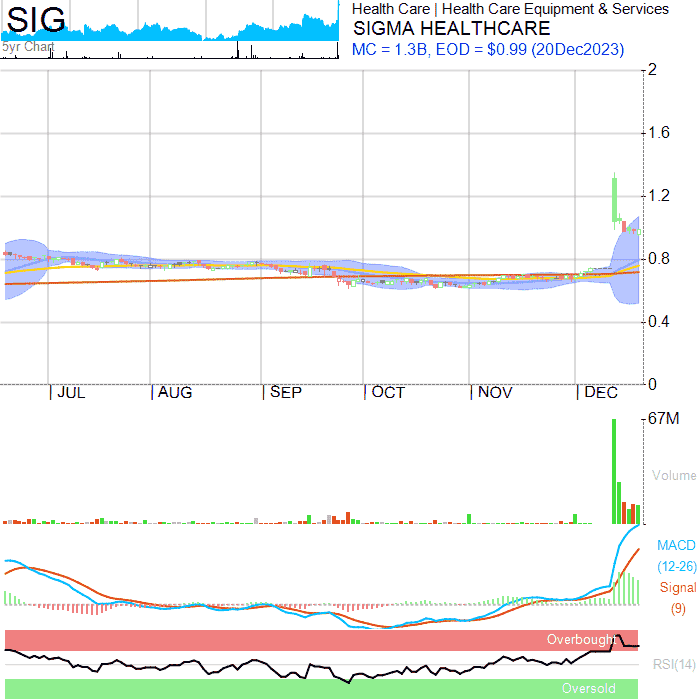 SIG
Health Care | Health Care Equipment & Services
SIGMA HEALTHCARE
5yr Chart
MC = 1.3B, EOD = $0.99 (20Dec2023)
2
1.6
1.2
0.8
0.4
0
JUL AUG SEP OCT NOV DEC
67M
Volume
MACD
(12-26)
Signal
(9)
Overbought
RSI(14)
Oversold